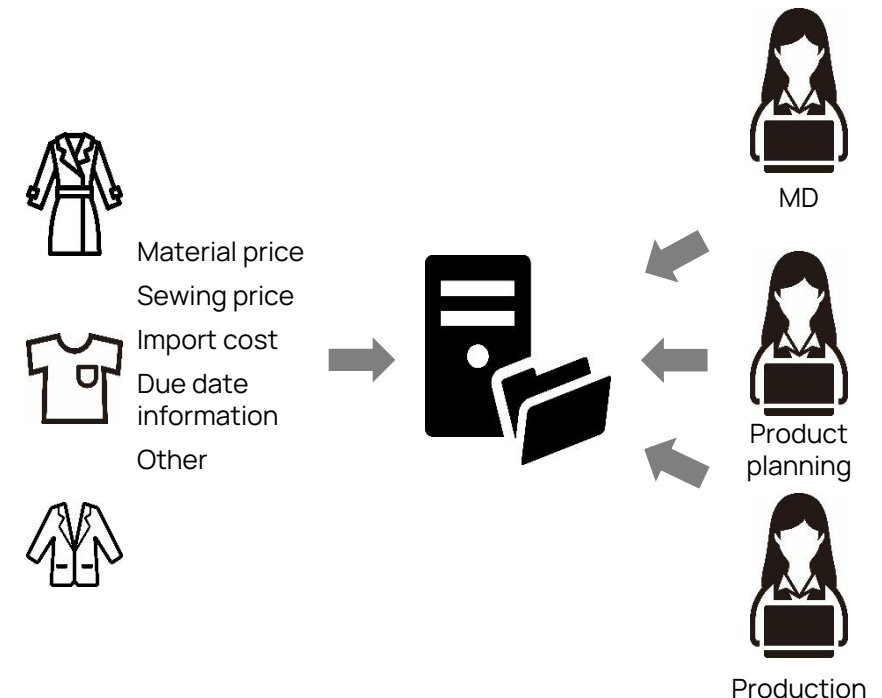 MD
Material price
Sewing price
Import cost
Due date
information
Other
Product
planning
Production